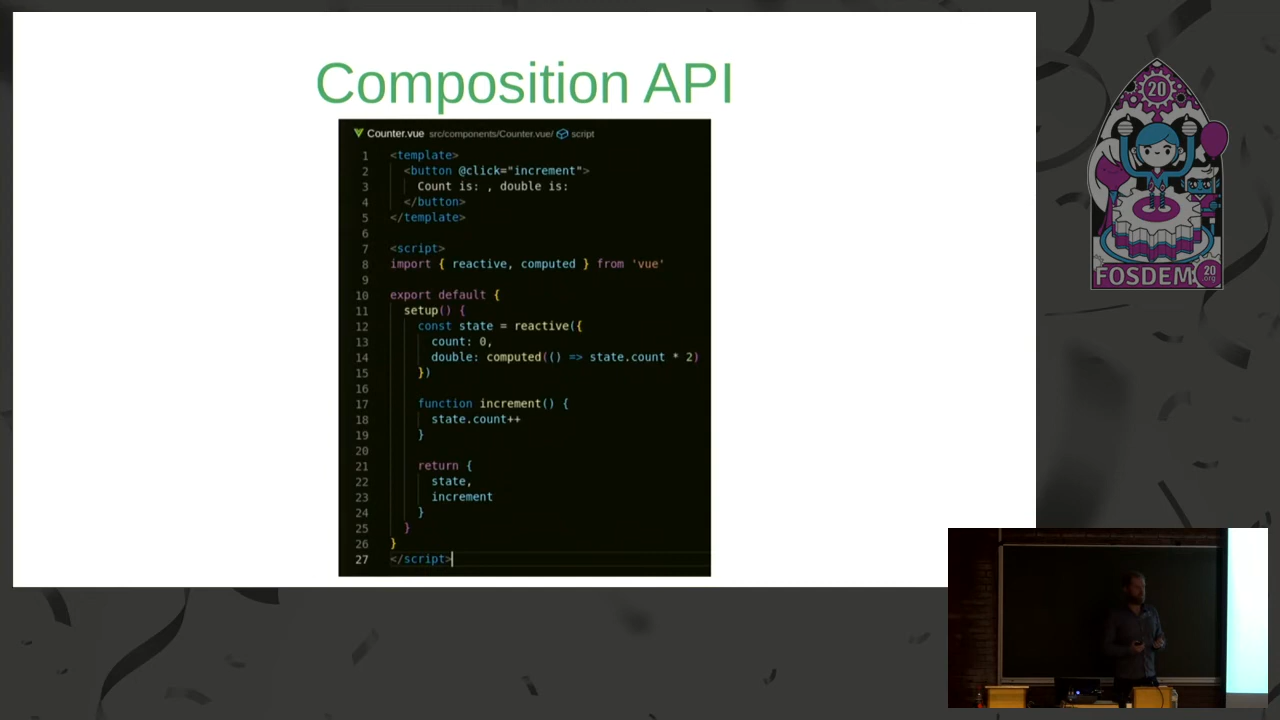 Composition API
Counter.vue src/components/Counter.vue/ script
1 <template>
2 <button @click="increment">
3 Count is: , double is:
4 </button>
5 </template>
6
7 <script>
8 import { reactive, computed } from 'vue'
9
10 export default {
11 setup() {
12 const state = reactive({
13 count: 0,
14 double: computed(() => state.count * 2)
15 })
16
17 function increment() {
18 state.count++
19 }
20
21 return {
22 state,
23 increment
24 }
25 }
26 }
27 </script>
20
FOSDEM 20
.org